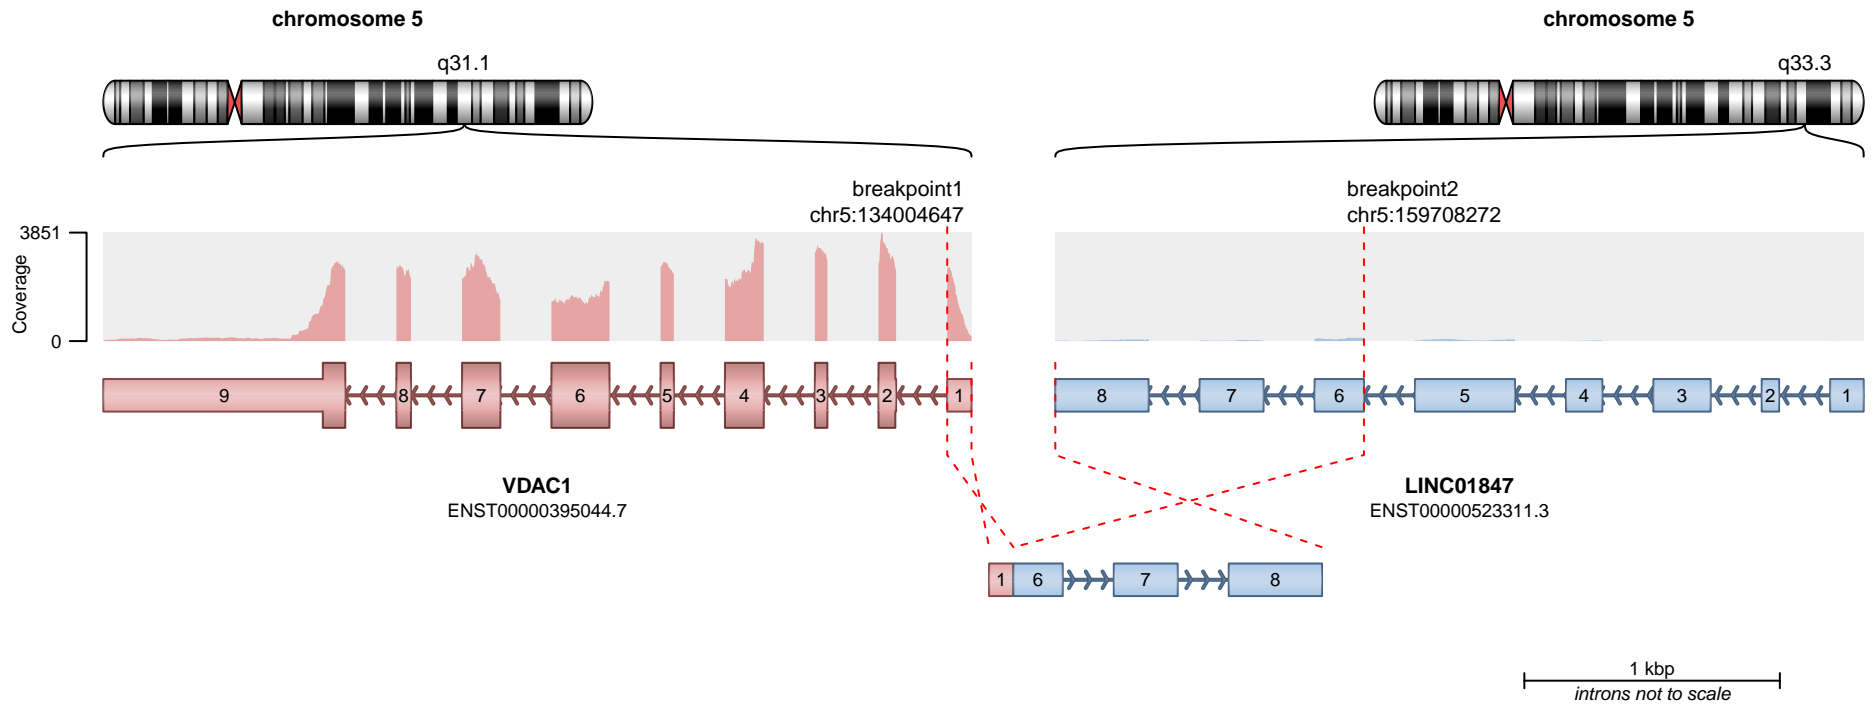 chromosome 5
chromosome 5
q31.1
q33.3
breakpoint1
chr5:134004647
breakpoint2
chr5:159708272
3851
Coverage
0
9 8 7 6 5 4 3 2 1
8 7 6 5 4 3 2 1
VDAC1
ENST00000395044.7
LINC01847
ENST00000523311.3
1 6 7 8
1 kbp
introns not to scale